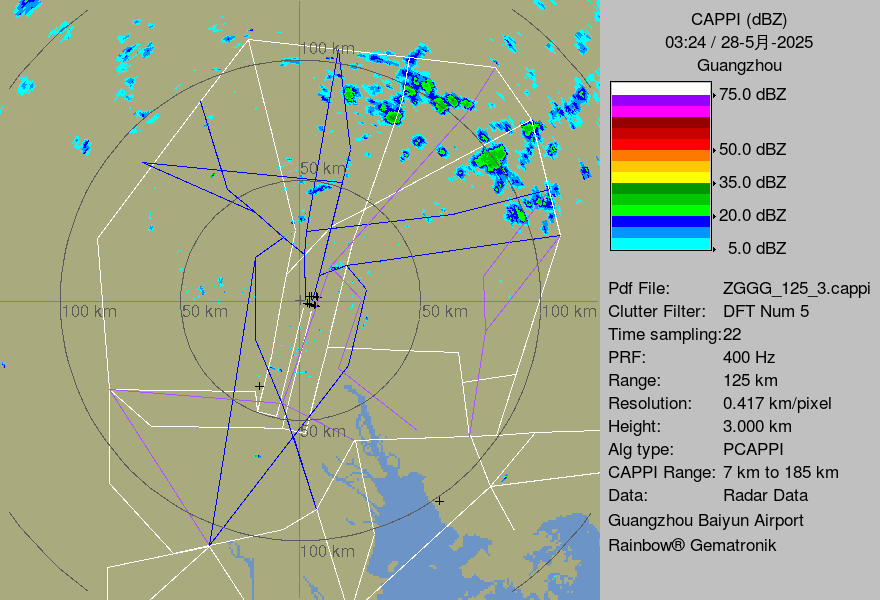 CAPPI (dBZ)
03:24 / 28-5月-2025
Guangzhou
75.0 dBZ
50.0 dBZ
35.0 dBZ
20.0 dBZ
5.0 dBZ
Pdf File: ZGGG_125_3.cappi
Clutter Filter: DFT Num 5
Time sampling:22
PRF: 400 Hz
Range: 125 km
Resolution: 0.417 km/pixel
Height: 3.000 km
Alg type: PCAPPI
CAPPI Range: 7 km to 185 km
Data: Radar Data
Guangzhou Baiyun Airport
Rainbow® Gematronik
100 km
50 km
100 km
50 km
50 km
100 km
50 km
100 km